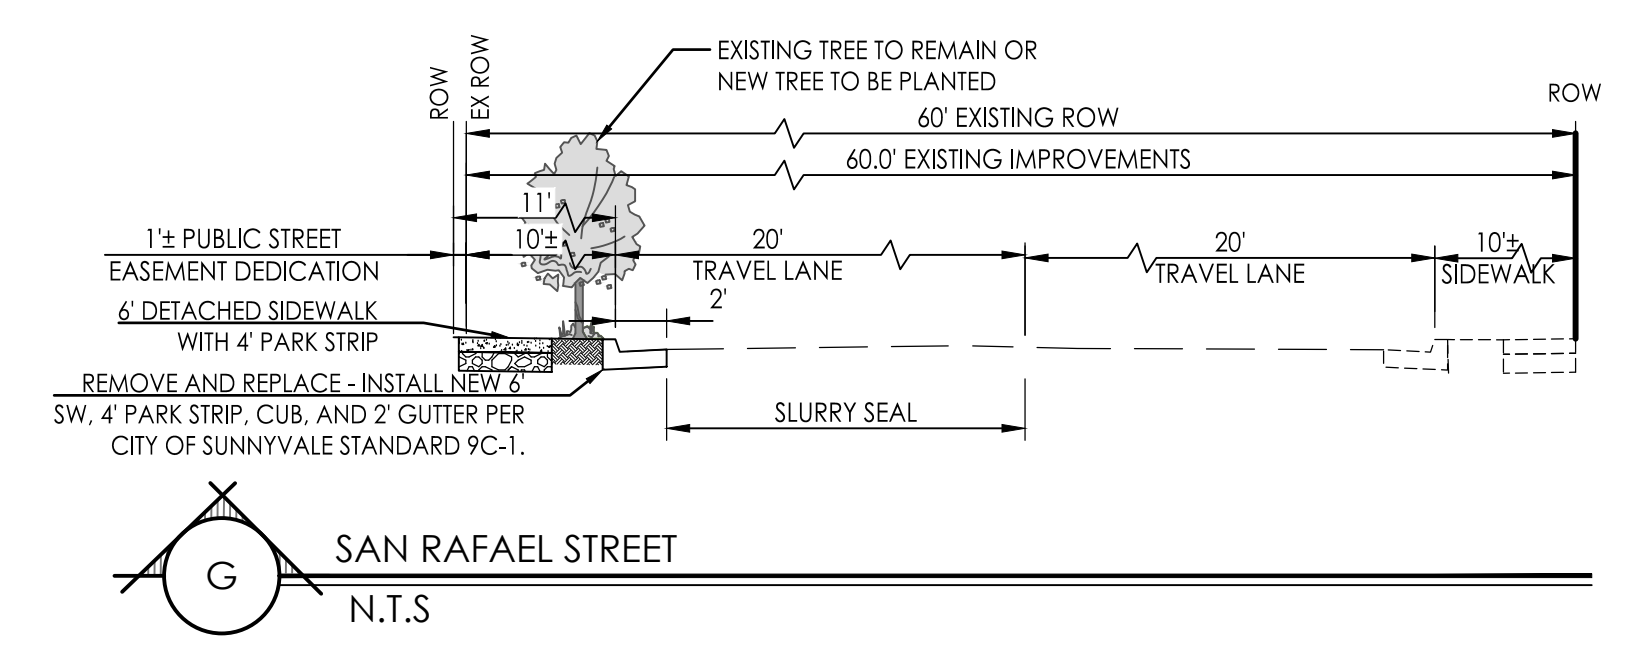 ROW
EX ROW
EXISTING TREE TO REMAIN OR
NEW TREE TO BE PLANTED
ROW
60' EXISTING ROW
60.0' EXISTING IMPROVEMENTS
11'
1'± PUBLIC STREET
EASEMENT DEDICATION
10'±
20'
TRAVEL LANE
20'
TRAVEL LANE
10'±
SIDEWALK
2'
6' DETACHED SIDEWALK
WITH 4' PARK STRIP
REMOVE AND REPLACE - INSTALL NEW 6'
SW, 4' PARK STRIP, CUB, AND 2' GUTTER PER
CITY OF SUNNYVALE STANDARD 9C-1.
SLURRY SEAL
G
SAN RAFAEL STREET
N.T.S